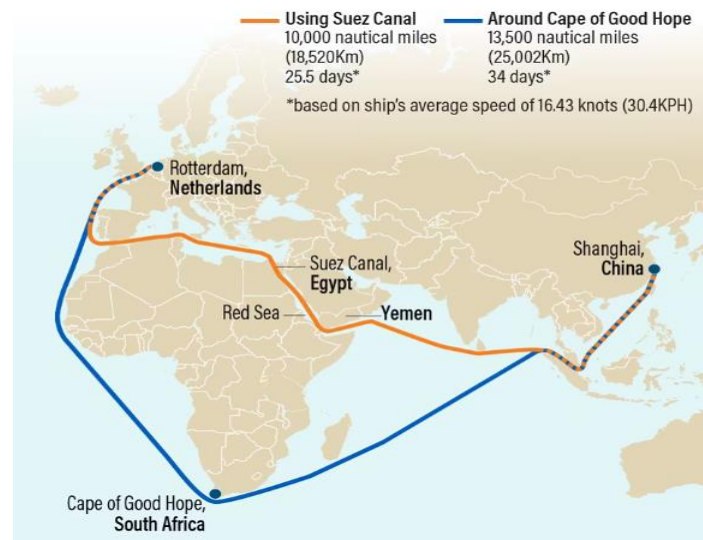 Using Suez Canal
10,000 nautical miles
(18,520Km)
25.5 days*
Around Cape of Good Hope
13,500 nautical miles
(25,002Km)
34 days*
*based on ship's average speed of 16.43 knots (30.4KPH)
Rotterdam,
Netherlands
Shanghai,
China
Suez Canal,
Egypt
Red Sea
Yemen
Cape of Good Hope,
South Africa